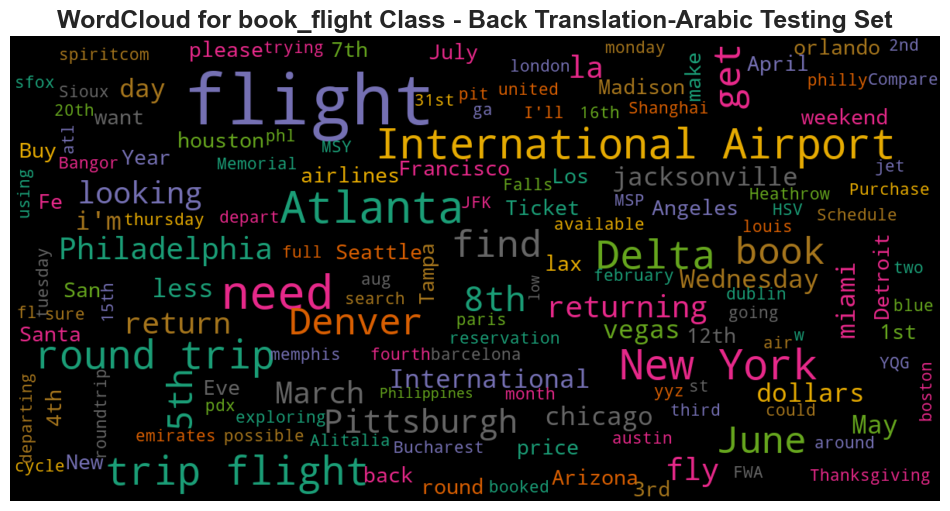 WordCloud for book_flight Class - Back Translation-Arabic Testing Set
spiritcom please trying 7th July london la monday orlando 2nd
sfox Sioux day flight 31st pit united Madison make get April philly Compare
20th want ga I'll 16th Shanghai weekend
Buy atl houston phl MSY International Airport
Bangor Year Memorial airlines Francisco Falls Los jacksonville Heathrow jet
using Fe looking Atlanta JFK Ticket MSP Angeles HSV Purchase
i'm thursday depart available louis Schedule
Philadelphia full Seattle find Delta book
tuesday San 15th less need aug Tampa low lax february Wednesday dublin miami Detroit two
fl sure search 8th returning going blue
Santa return Denver paris reservation vegas 12th air w 1st
round trip memphis fourth barcelona New York YQG
departing 4th roundtrip 5th Eve March International Philippines month yyz st dollars boston
pdx exploring Pittsburgh chicago third could
emirates possible Alitalia Bucharest price austin June May around
cycle New trip flight back fly FWA Thanksgiving
round booked Arizona 3rd